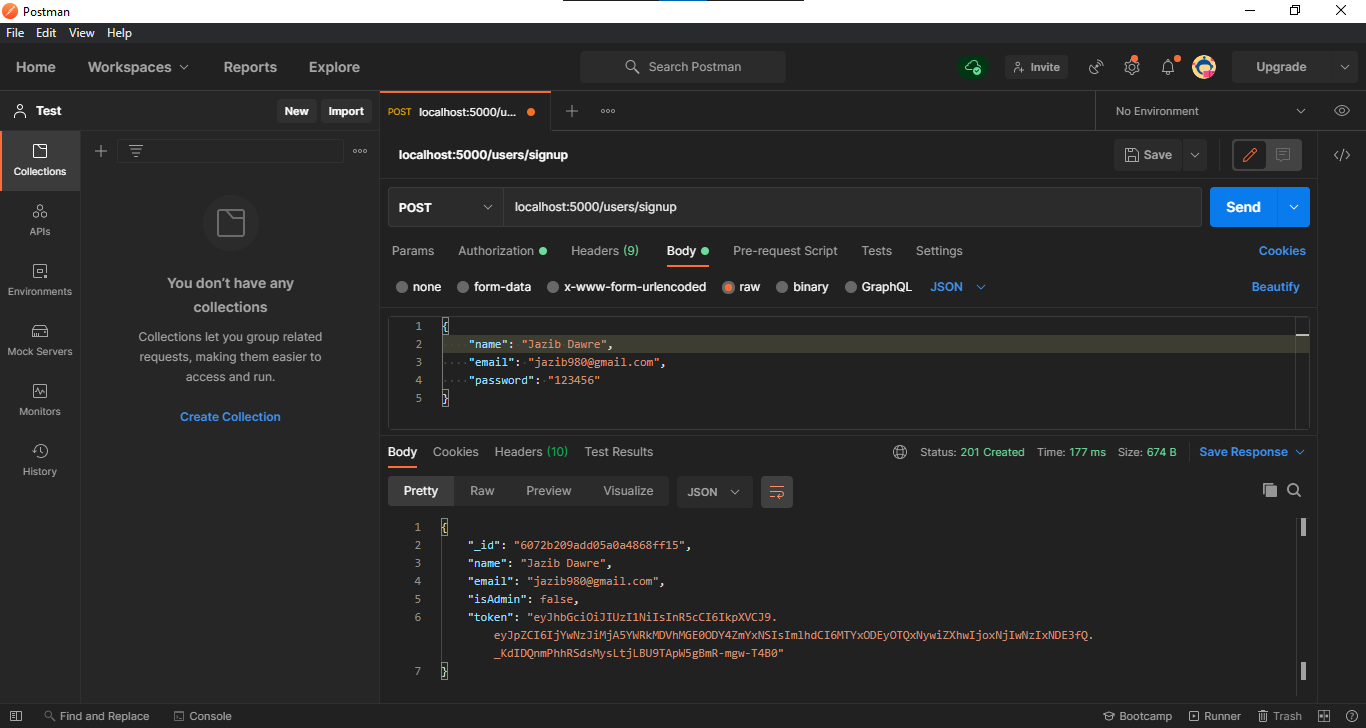 Postman
File Edit View Help
Home Workspaces Reports Explore Search Postman Invite Upgrade
Test New Import POST localhost:5000/u... No Environment
localhost:5000/users/signup Save
Collections
APIs
Environments
Mock Servers
Monitors
History
You don't have any
collections
Collections let you group related
requests, making them easier to
access and run.
Create Collection
POST localhost:5000/users/signup Send
Params Authorization Headers (9) Body Pre-request Script Tests Settings Cookies
none form-data x-www-form-urlencoded raw binary GraphQL JSON Beautify
1 {
2 "name": "Jazib Dawre",
3 "email": "jazib980@gmail.com",
4 "password": "123456"
5 }
Body Cookies Headers (10) Test Results Status: 201 Created Time: 177 ms Size: 674 B Save Response
Pretty Raw Preview Visualize JSON
1 {
2 "_id": "6072b209add05a0a4868ff15",
3 "name": "Jazib Dawre",
4 "email": "jazib980@gmail.com",
5 "isAdmin": false,
6 "token": "eyJhbGciOiJIUzI1NiIsInR5cCI6IkpXVCJ9.
eyJpZCI6IjYwNzJiMjA5YWRkMDVhMGE0ODY4ZmYxNSIsImlhdCI6MTYxODEyOTQxNywiZXhwIjoxNjIwNzIxNDE3fQ.
_KdIDQnmPhhRSdsMysLtjLBU9TApW5gBmR-mgw-T4B0"
7 }
Find and Replace Console Bootcamp Runner Trash